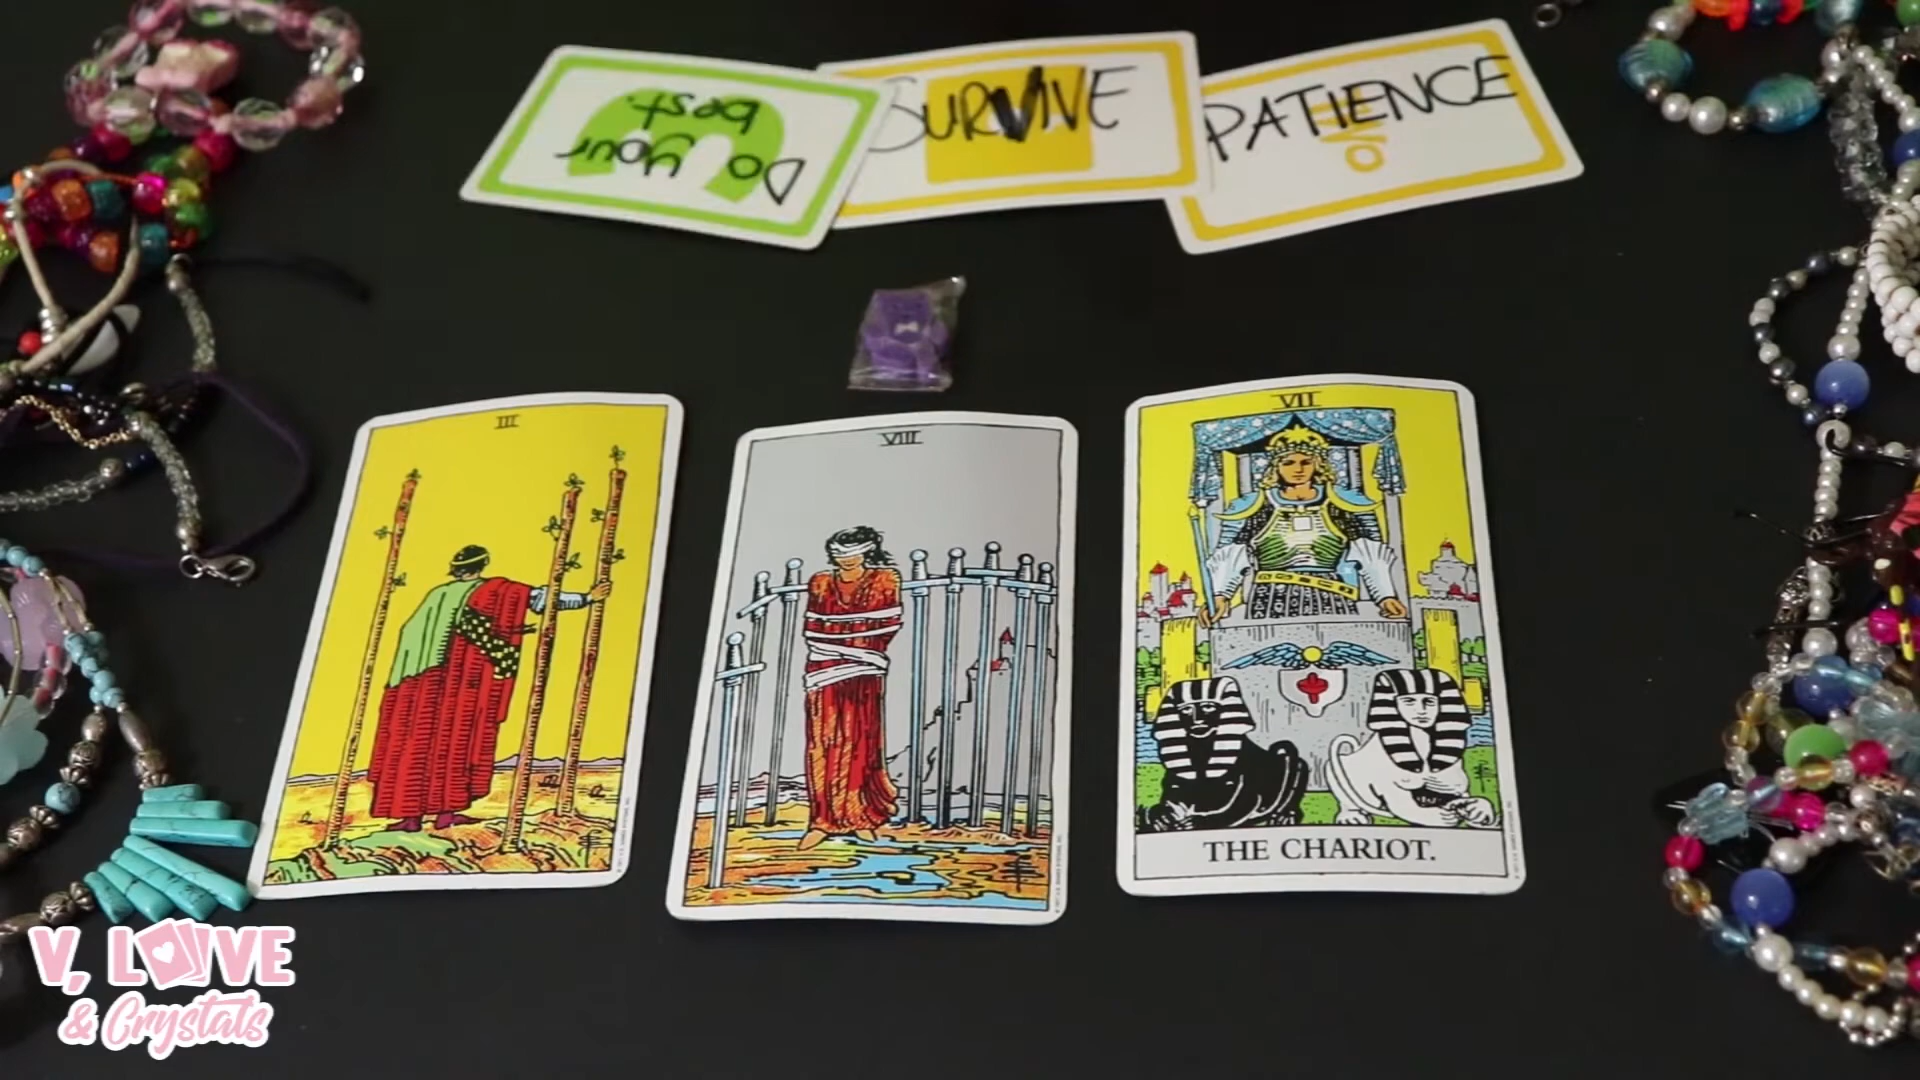 Do your
best.
SURVIVE
PATIENCE
III
VIII
VII
THE CHARIOT.
V, LOVE
& Crystals